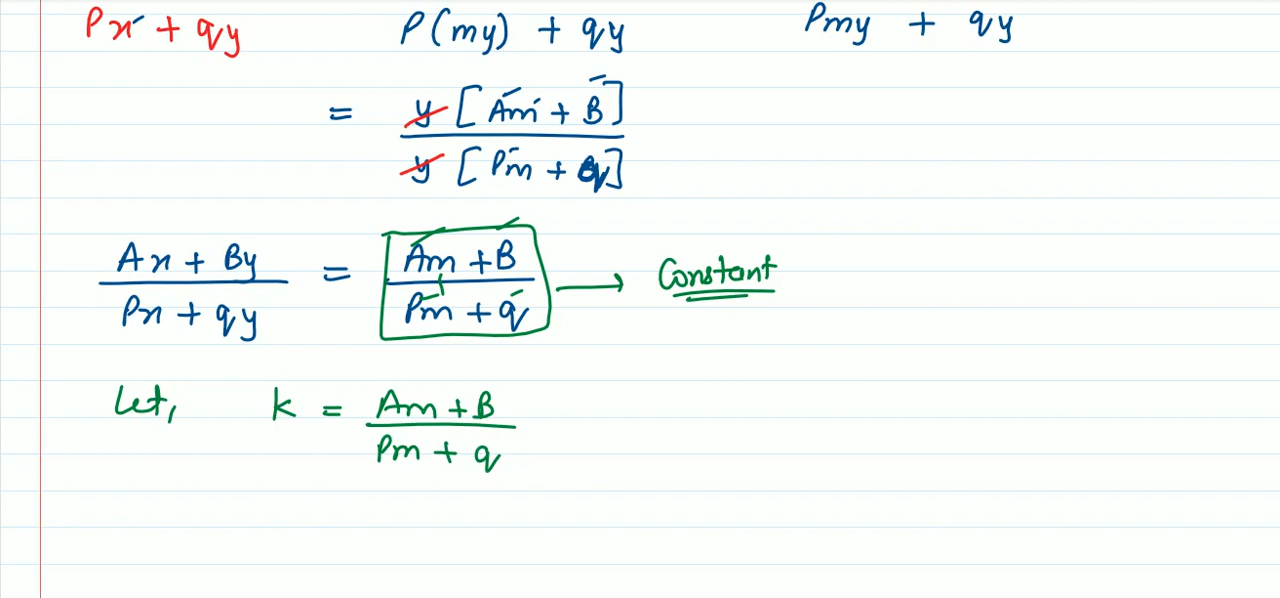 Px + qy P(my) + qy Pmy + qy
= y [Am + B]
y [Pm + q]
Ax + By = Am + B → Constant
Px + qy Pm + q
Let, k = Am + B
Pm + q